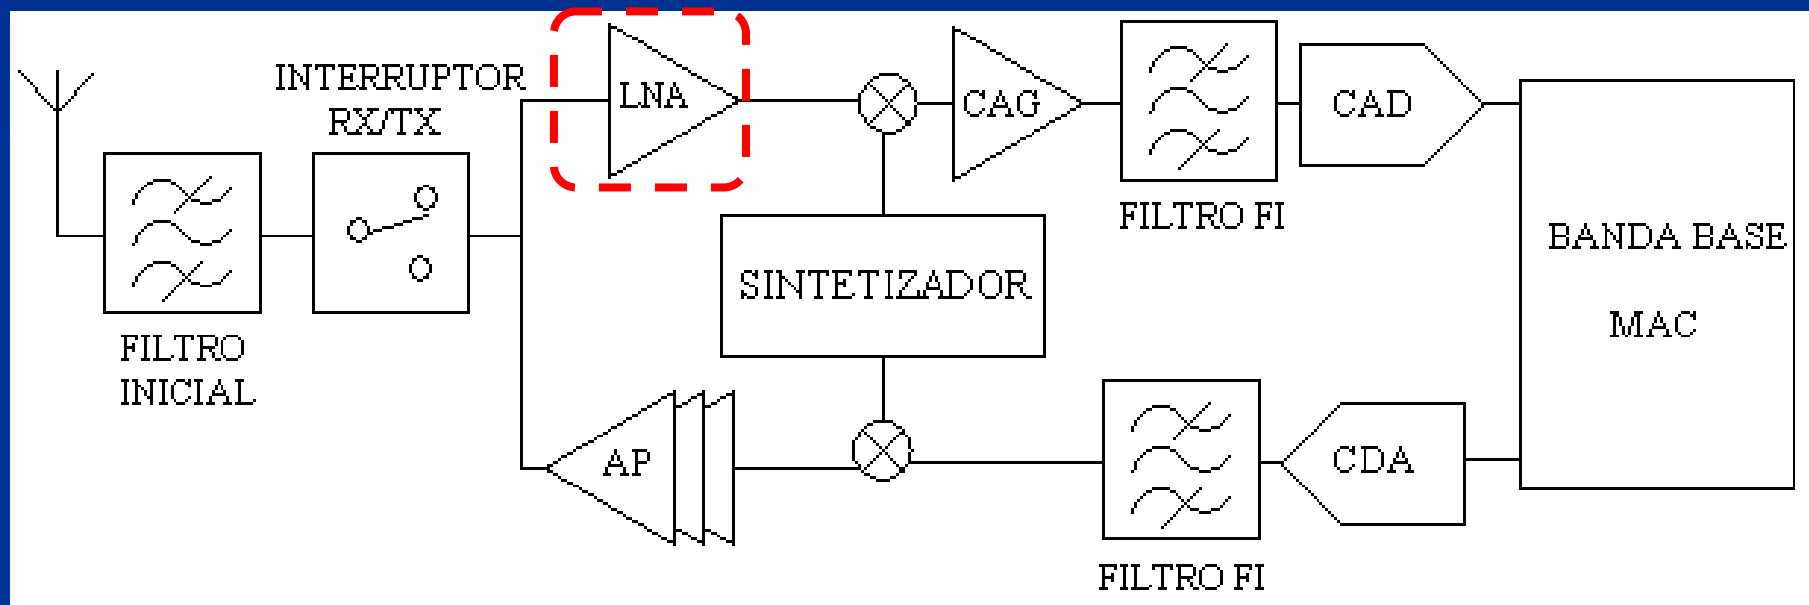 INTERRUPTOR
RX/TX
LNA
CAG
CAD
FILTRO FI
BANDA BASE
MAC
SINTETIZADOR
FILTRO
INICIAL
AP
CDA
FILTRO FI